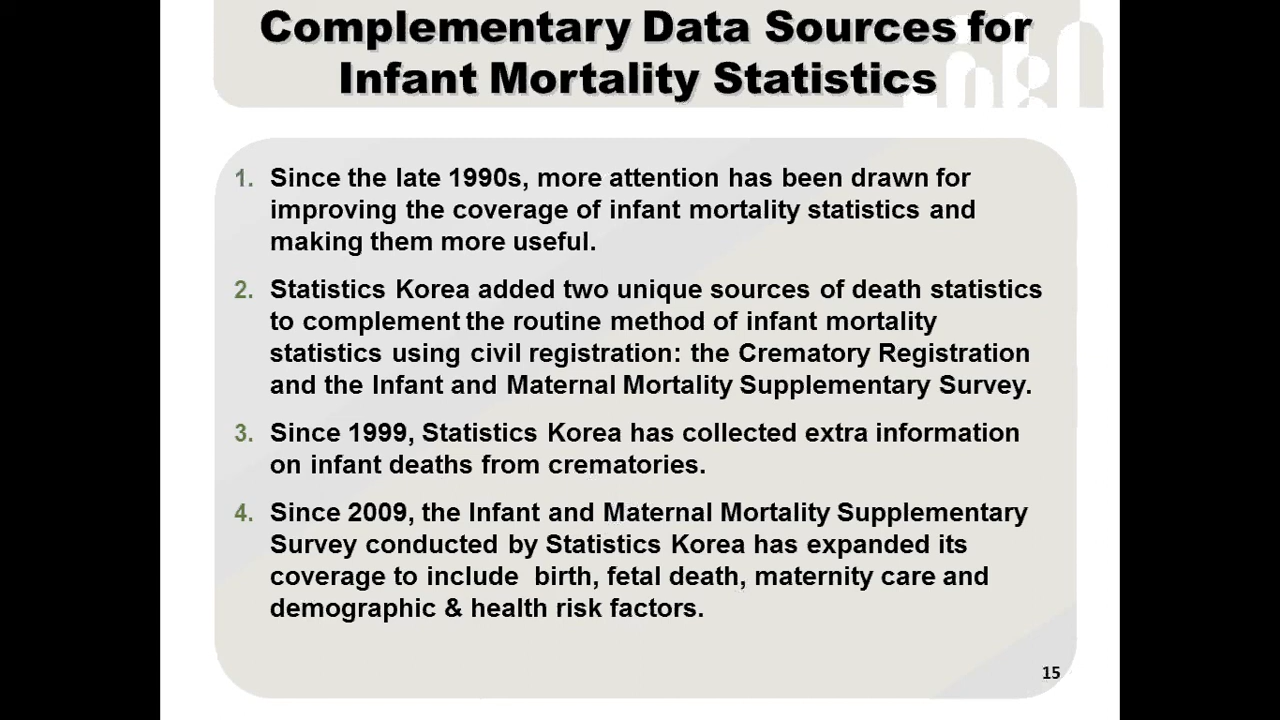 Complementary Data Sources for
Infant Mortality Statistics
1. Since the late 1990s, more attention has been drawn for
improving the coverage of infant mortality statistics and
making them more useful.
2. Statistics Korea added two unique sources of death statistics
to complement the routine method of infant mortality
statistics using civil registration: the Crematory Registration
and the Infant and Maternal Mortality Supplementary Survey.
3. Since 1999, Statistics Korea has collected extra information
on infant deaths from crematories.
4. Since 2009, the Infant and Maternal Mortality Supplementary
Survey conducted by Statistics Korea has expanded its
coverage to include birth, fetal death, maternity care and
demographic & health risk factors.
15